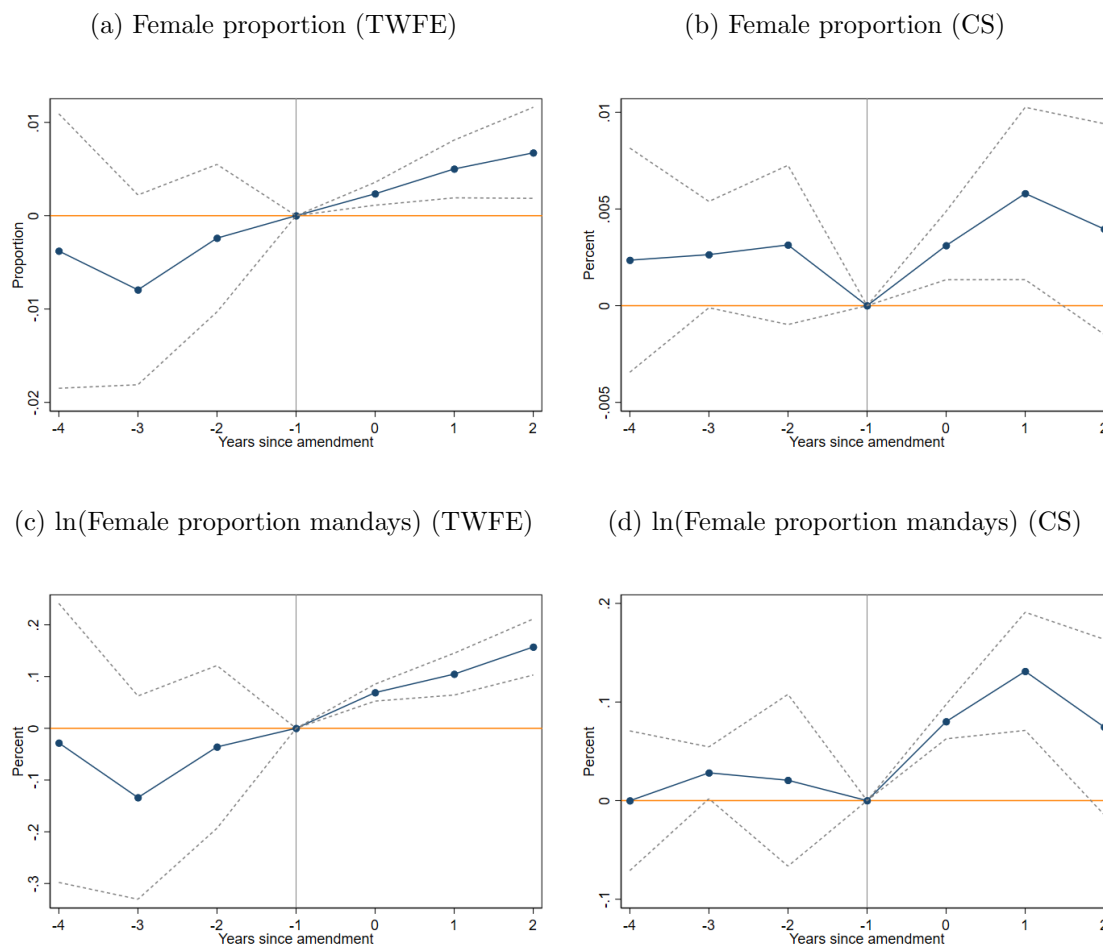 (a) Female proportion (TWFE)
Proportion
.01
0
-.01
-.02
-4 -3 -2 -1 0 1 2
Years since amendment
(b) Female proportion (CS)
Percent
.01
.005
0
-.005
-4 -3 -2 -1 0 1 2
Years since amendment
(c) ln(Female proportion mandays) (TWFE)
Percent
.2
.1
0
-.1
-.2
-.3
-4 -3 -2 -1 0 1 2
Years since amendment
(d) ln(Female proportion mandays) (CS)
Percent
.2
.1
0
-.1
-4 -3 -2 -1 0 1 2
Years since amendment